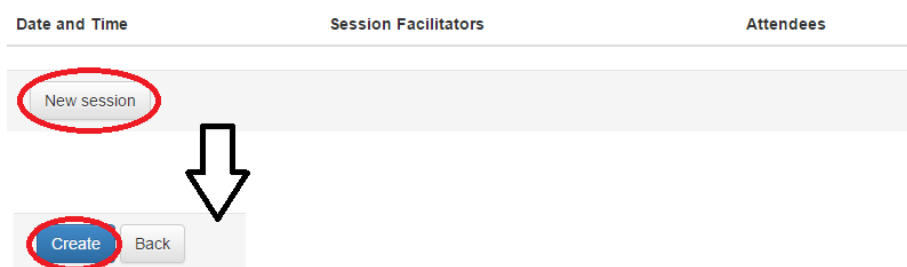 Date and Time Session Facilitators Attendees
New session
Create Back